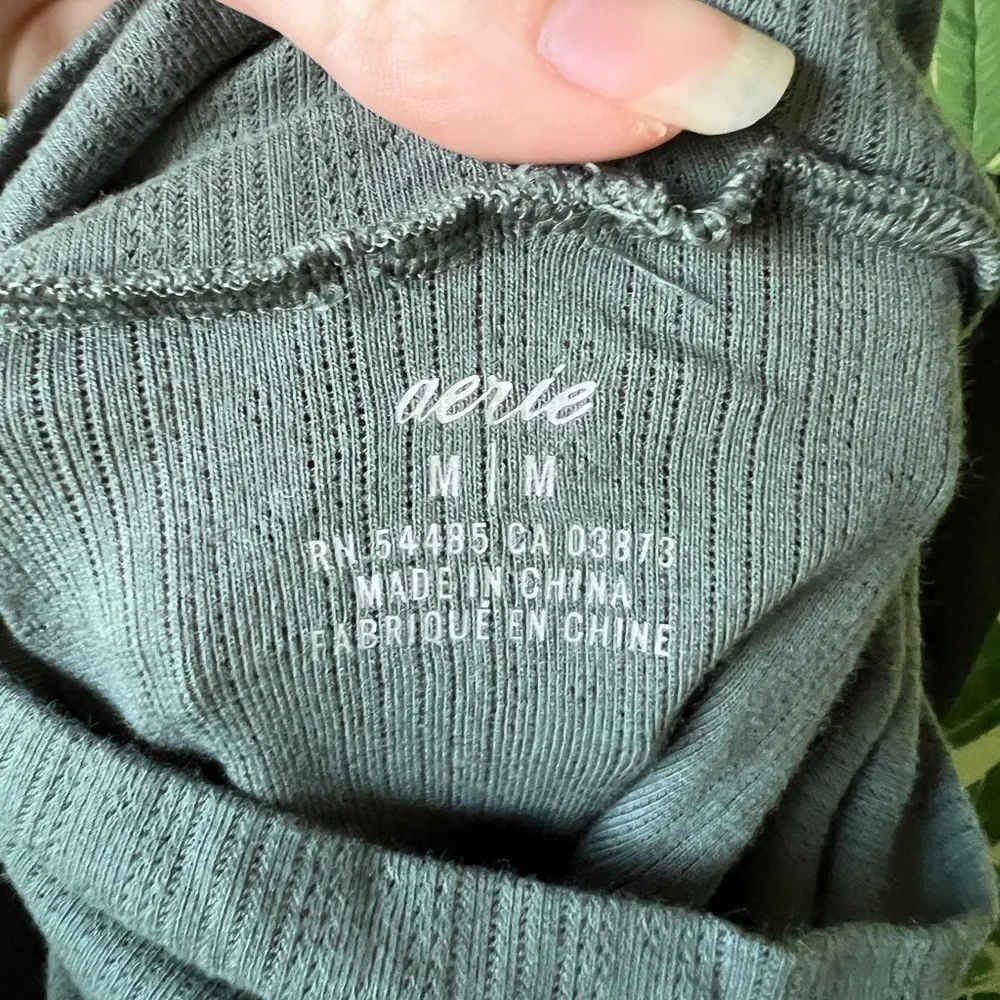 aerie
M | M
RN 54485 CA 03873
MADE IN CHINA
FABRIQUÉ EN CHINE